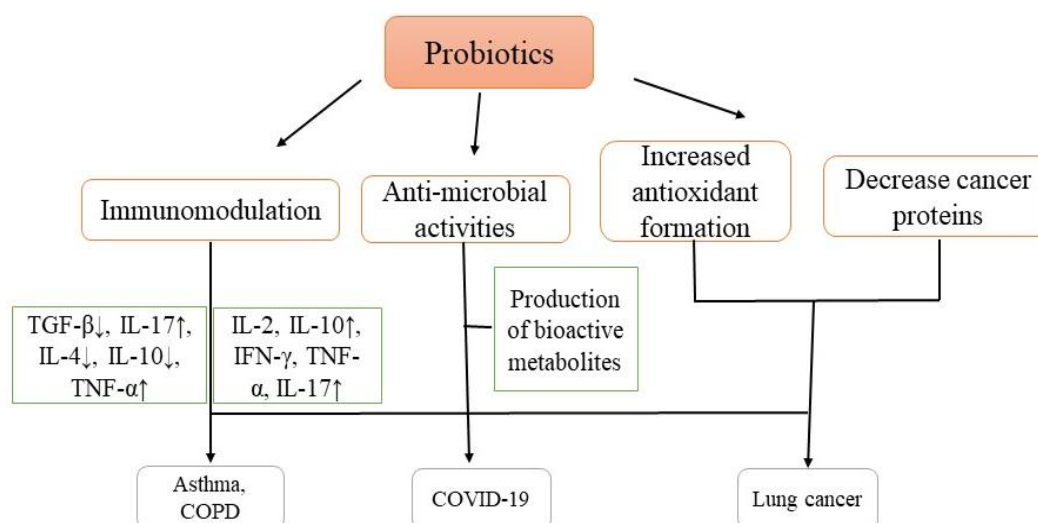 Probiotics
Immunomodulation
Anti-microbial
activities
Increased
antioxidant
formation
Decrease cancer
proteins
TGF-β↓, IL-17↑,
IL-4↓, IL-10↓,
TNF-α↑
IL-2, IL-10↑,
IFN-γ, TNF-
α, IL-17↑
Production
of bioactive
metabolites
Asthma,
COPD
COVID-19
Lung cancer